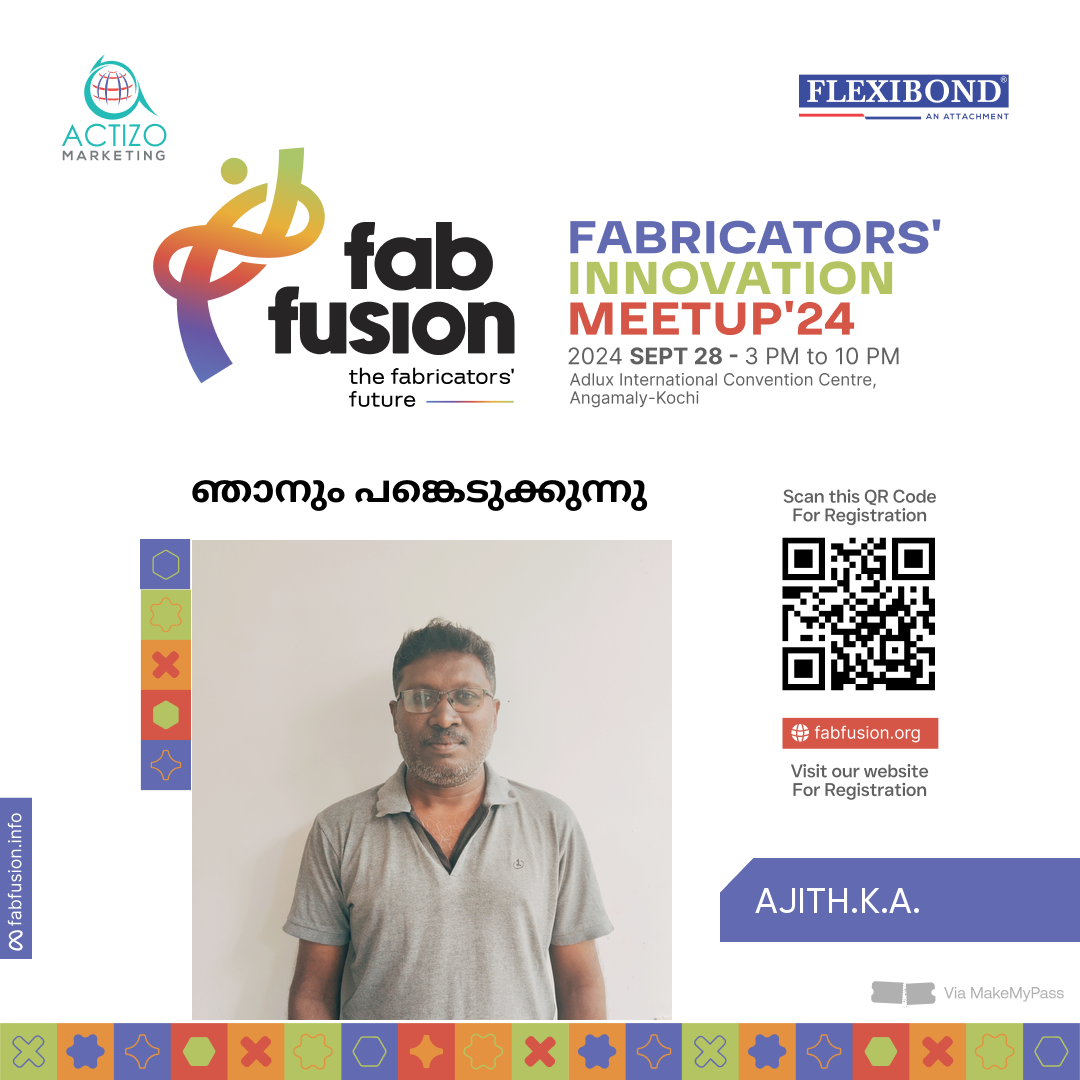 ACTIZO
MARKETING
FLEXIBOND®
AN ATTACHMENT
fab
fusion
the fabricators'
future
FABRICATORS'
INNOVATION
MEETUP'24
2024 SEPT 28 - 3 PM to 10 PM
Adlux International Convention Centre,
Angamaly-Kochi
ഞാനും പങ്കെടുക്കുന്നു
Scan this QR Code
For Registration
fabfusion.org
Visit our website
For Registration
fabfusion.info
AJITH.K.A.
Via MakeMyPass